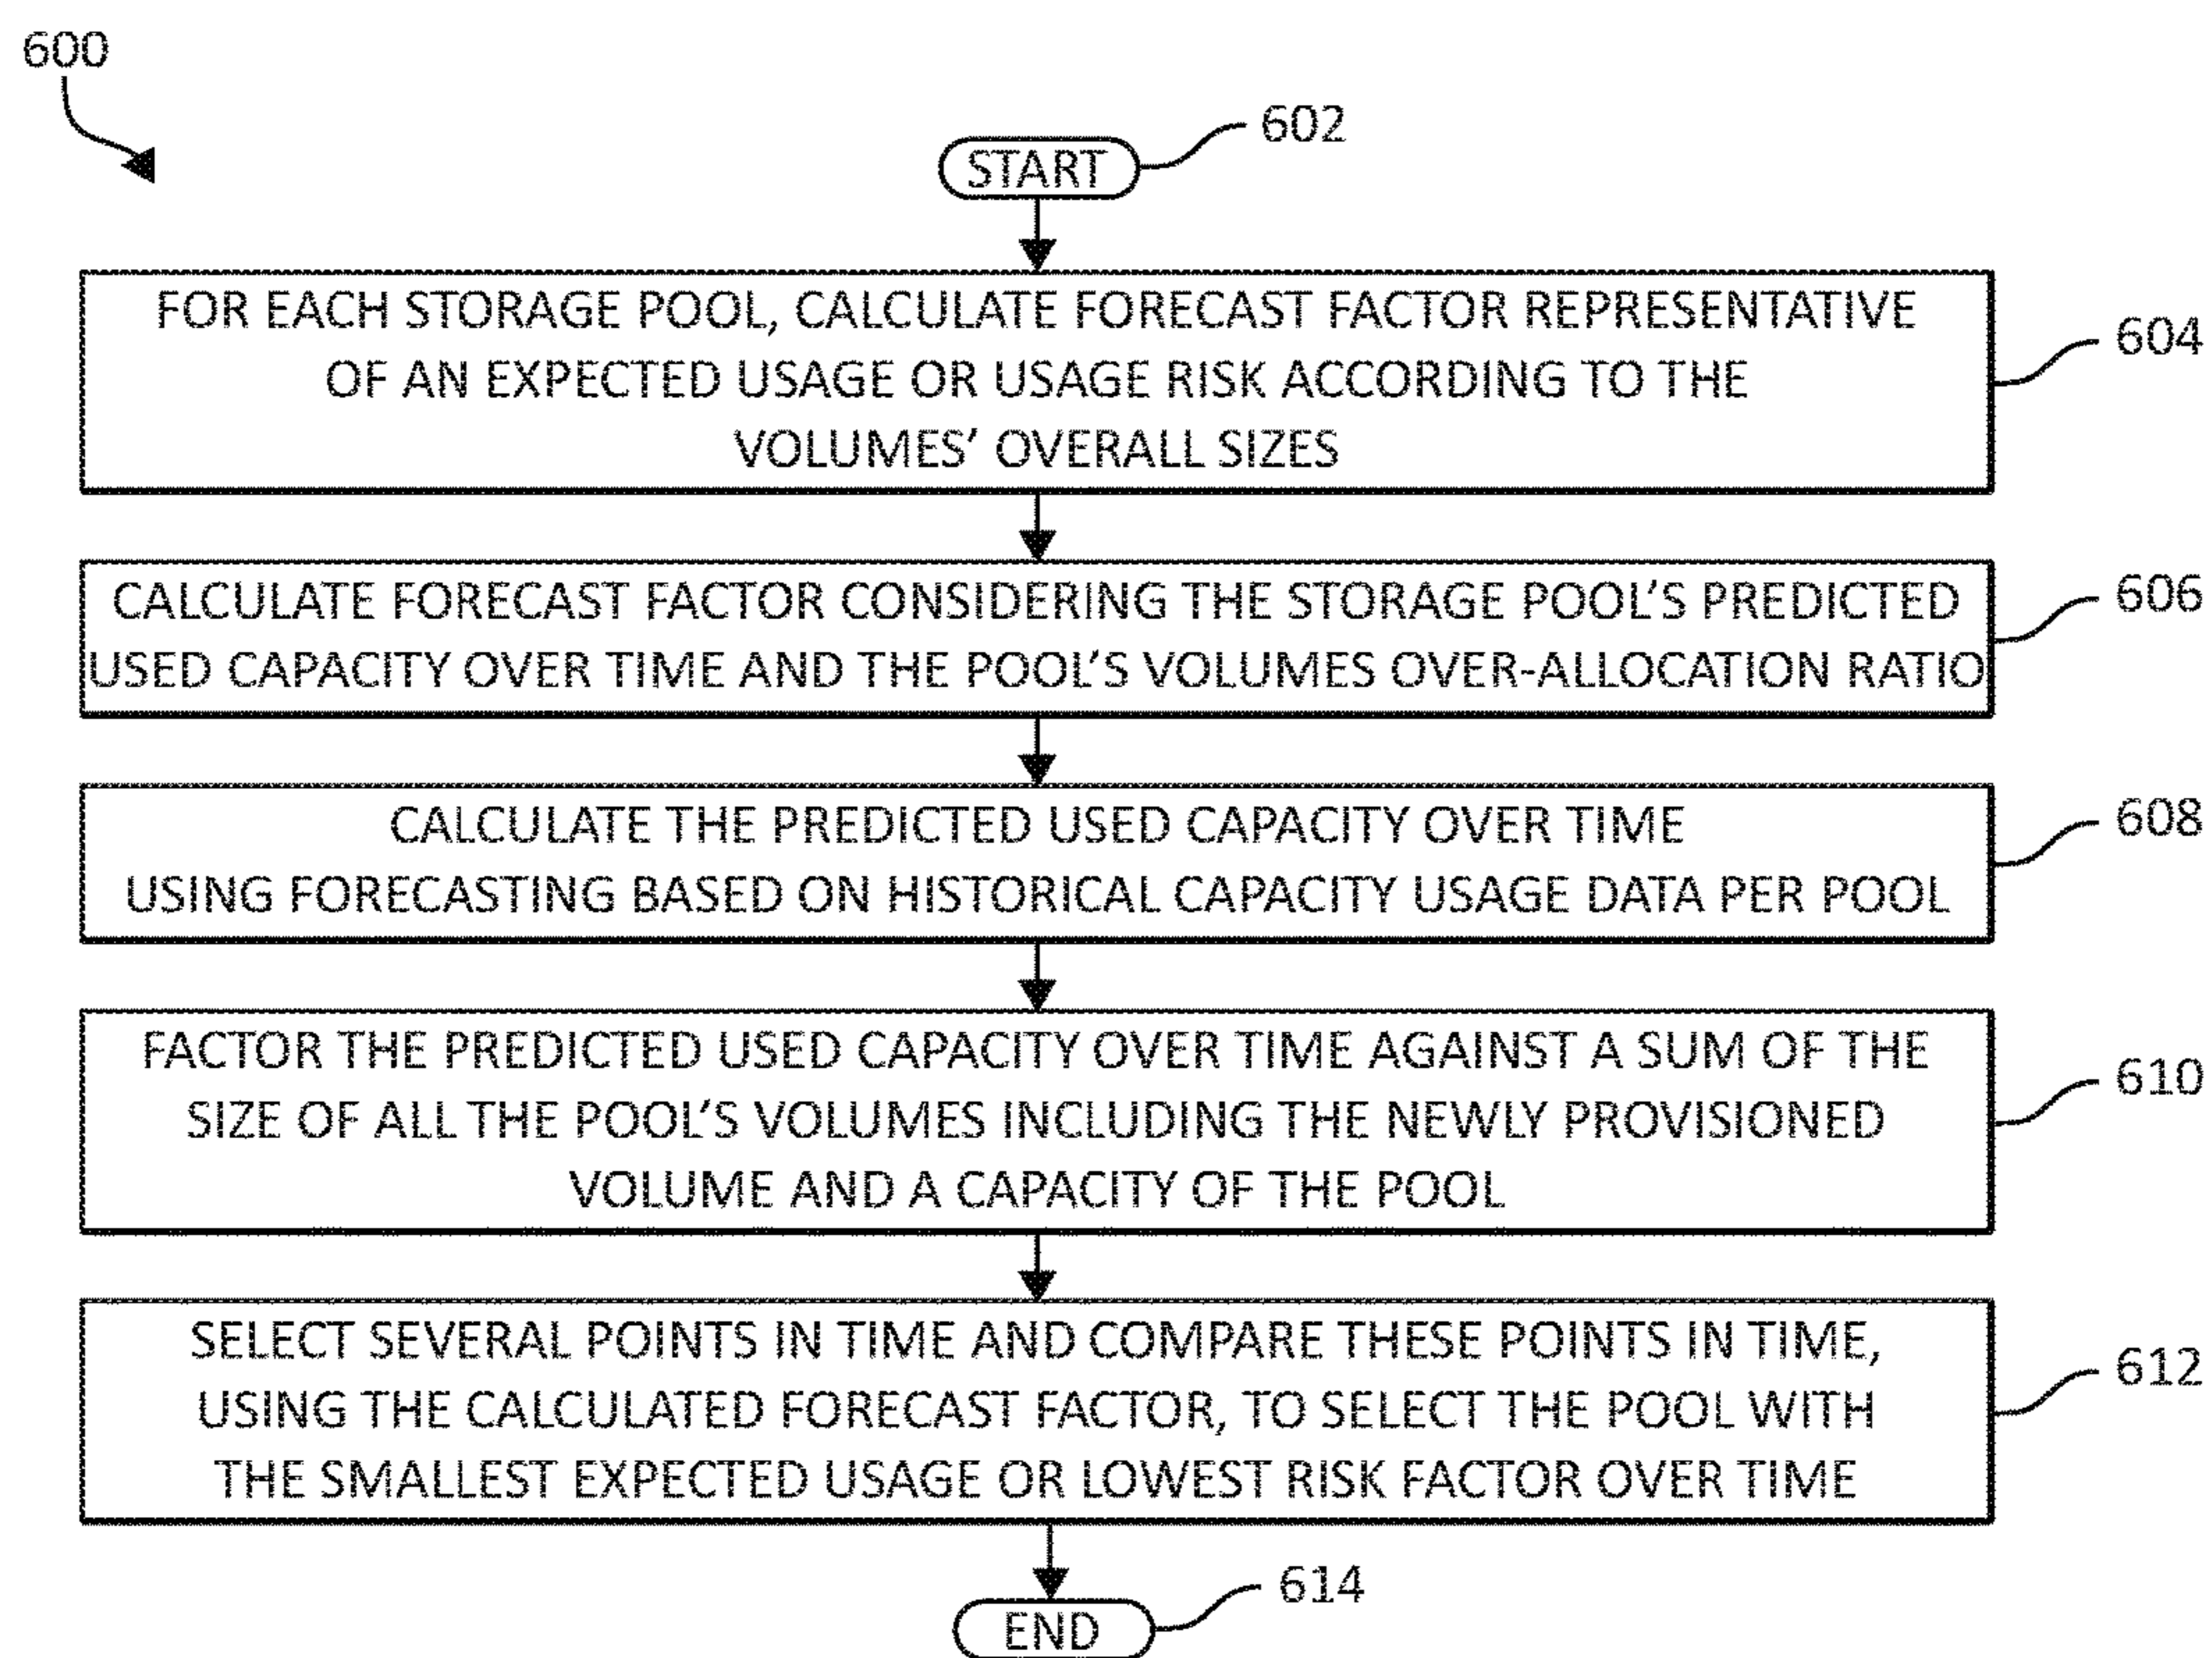 600
START
602
FOR EACH STORAGE POOL, CALCULATE FORECAST FACTOR REPRESENTATIVE
OF AN EXPECTED USAGE OR USAGE RISK ACCORDING TO THE
VOLUMES’ OVERALL SIZES
604
CALCULATE FORECAST FACTOR CONSIDERING THE STORAGE POOL’S PREDICTED
USED CAPACITY OVER TIME AND THE POOL’S VOLUMES OVER-ALLOCATION RATIO
606
CALCULATE THE PREDICTED USED CAPACITY OVER TIME
USING FORECASTING BASED ON HISTORICAL CAPACITY USAGE DATA PER POOL
608
FACTOR THE PREDICTED USED CAPACITY OVER TIME AGAINST A SUM OF THE
SIZE OF ALL THE POOL’S VOLUMES INCLUDING THE NEWLY PROVISIONED
VOLUME AND A CAPACITY OF THE POOL
610
SELECT SEVERAL POINTS IN TIME AND COMPARE THESE POINTS IN TIME,
USING THE CALCULATED FORECAST FACTOR, TO SELECT THE POOL WITH
THE SMALLEST EXPECTED USAGE OR LOWEST RISK FACTOR OVER TIME
612
END
614